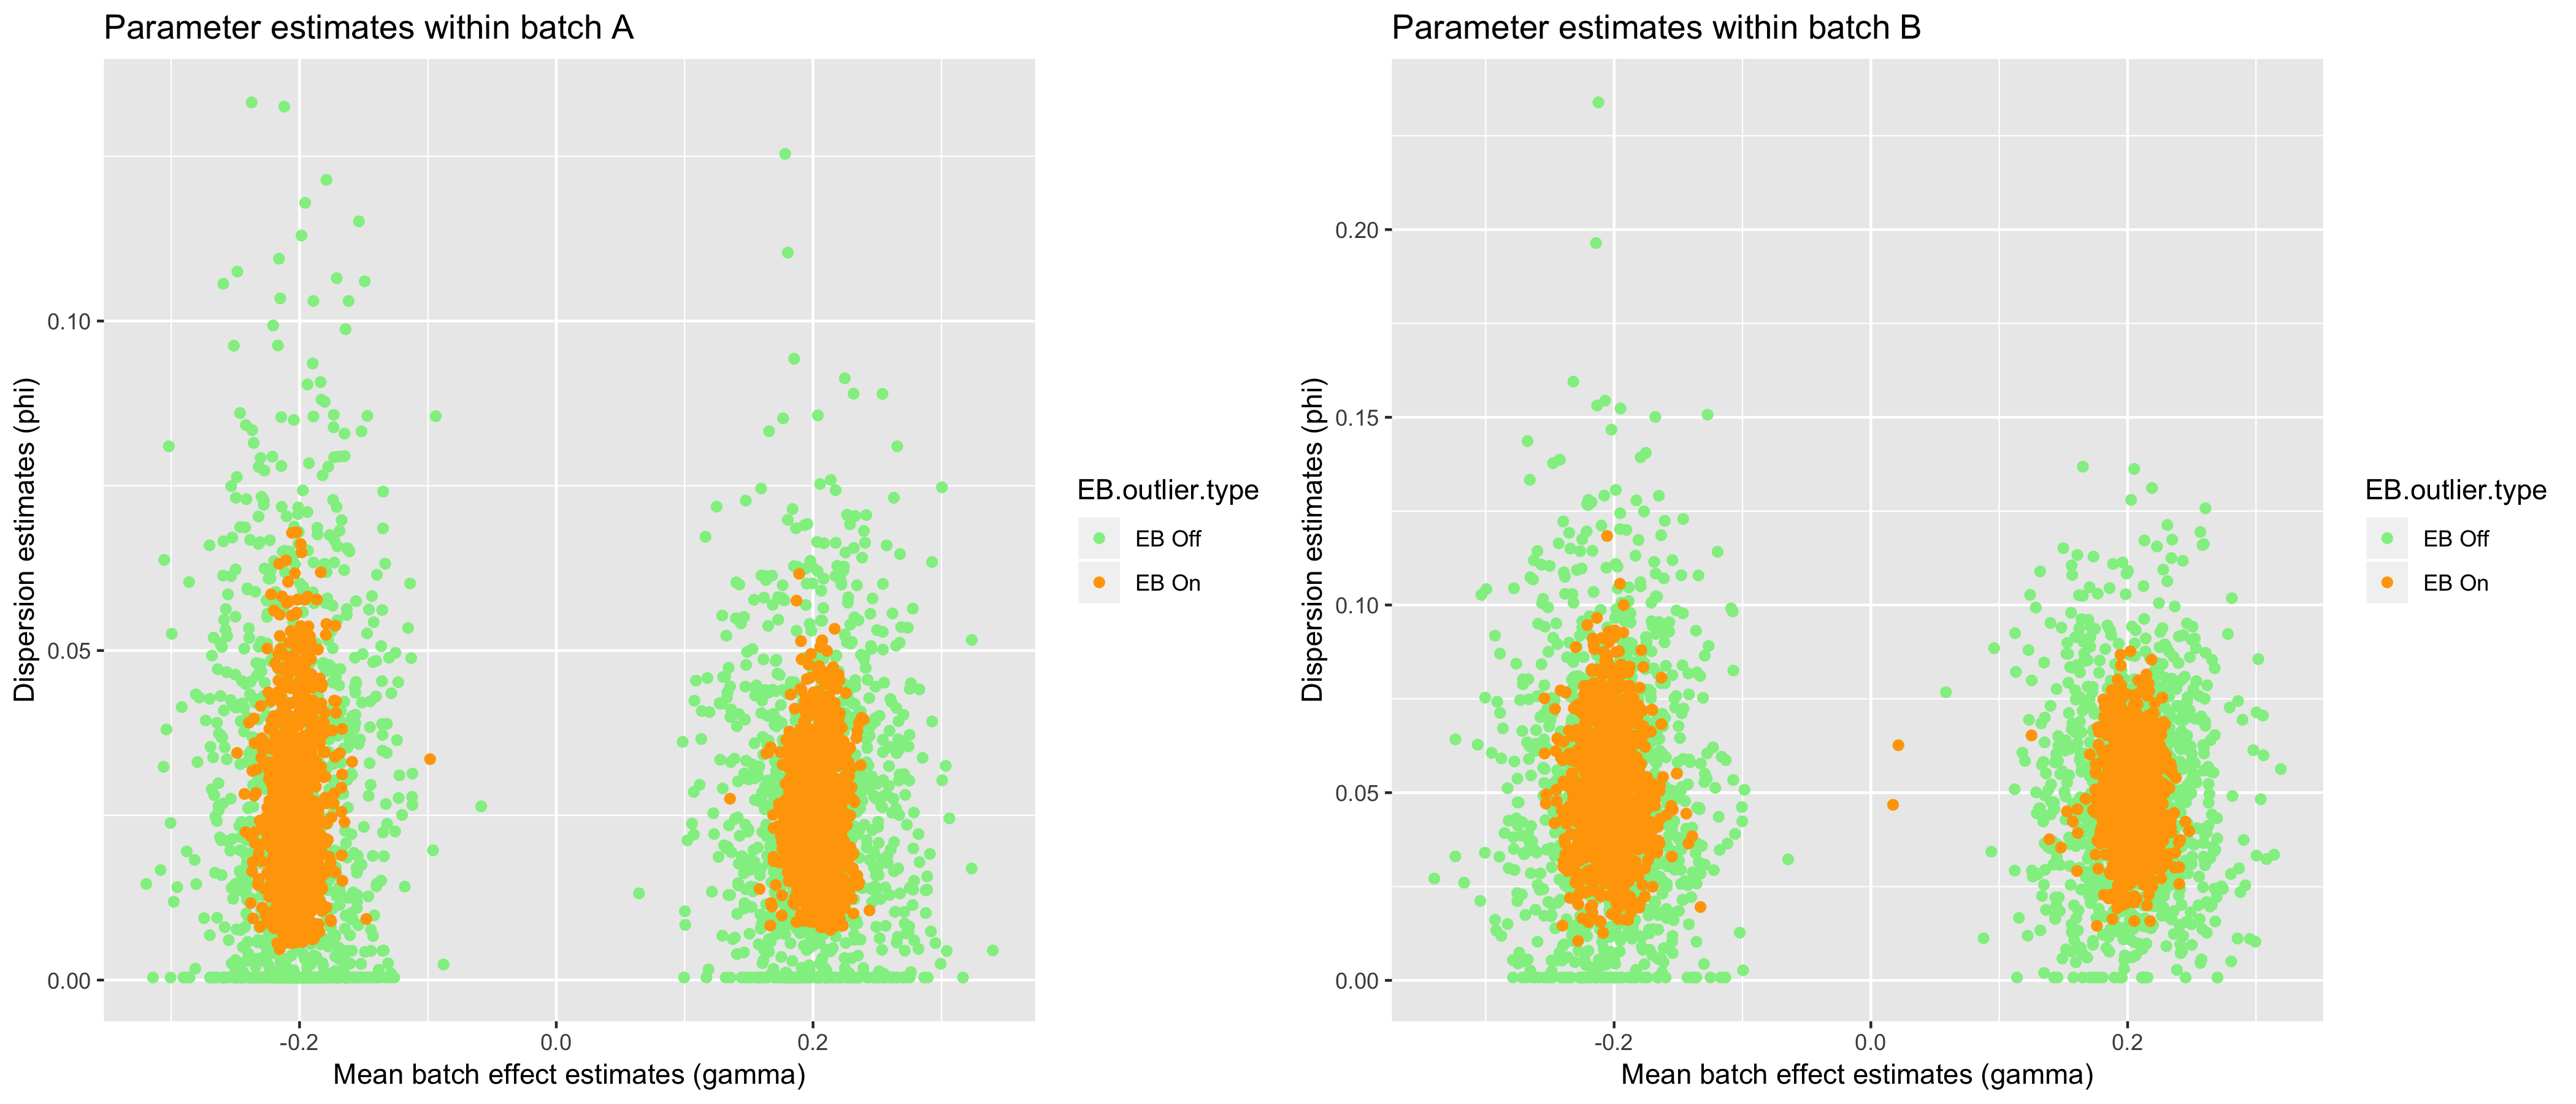 Parameter estimates within batch A
Dispersion estimates (phi)
0.10
0.05
0.00
-0.2
0.0
0.2
Mean batch effect estimates (gamma)
EB.outlier.type
EB Off
EB On
Parameter estimates within batch B
Dispersion estimates (phi)
0.20
0.15
0.10
0.05
0.00
-0.2
0.0
0.2
Mean batch effect estimates (gamma)
EB.outlier.type
EB Off
EB On